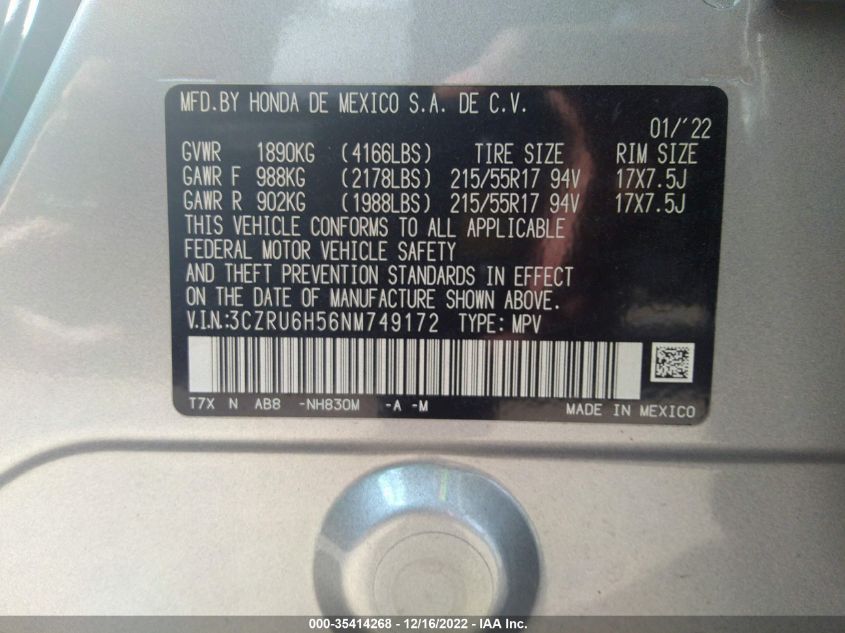 MFD.BY HONDA DE MEXICO S.A. DE C.V.
01/'22
GVWR 1890KG (4166LBS) TIRE SIZE RIM SIZE
GAWR F 988KG (2178LBS) 215/55R17 94V 17X7.5J
GAWR R 902KG (1988LBS) 215/55R17 94V 17X7.5J
THIS VEHICLE CONFORMS TO ALL APPLICABLE
FEDERAL MOTOR VEHICLE SAFETY
AND THEFT PREVENTION STANDARDS IN EFFECT
ON THE DATE OF MANUFACTURE SHOWN ABOVE.
V.I.N.:3CZRU6H56NM749172 TYPE: MPV
T7X N AB8 -NH830M -A -M MADE IN MEXICO
000-35414268 - 12/16/2022 - IAA Inc.